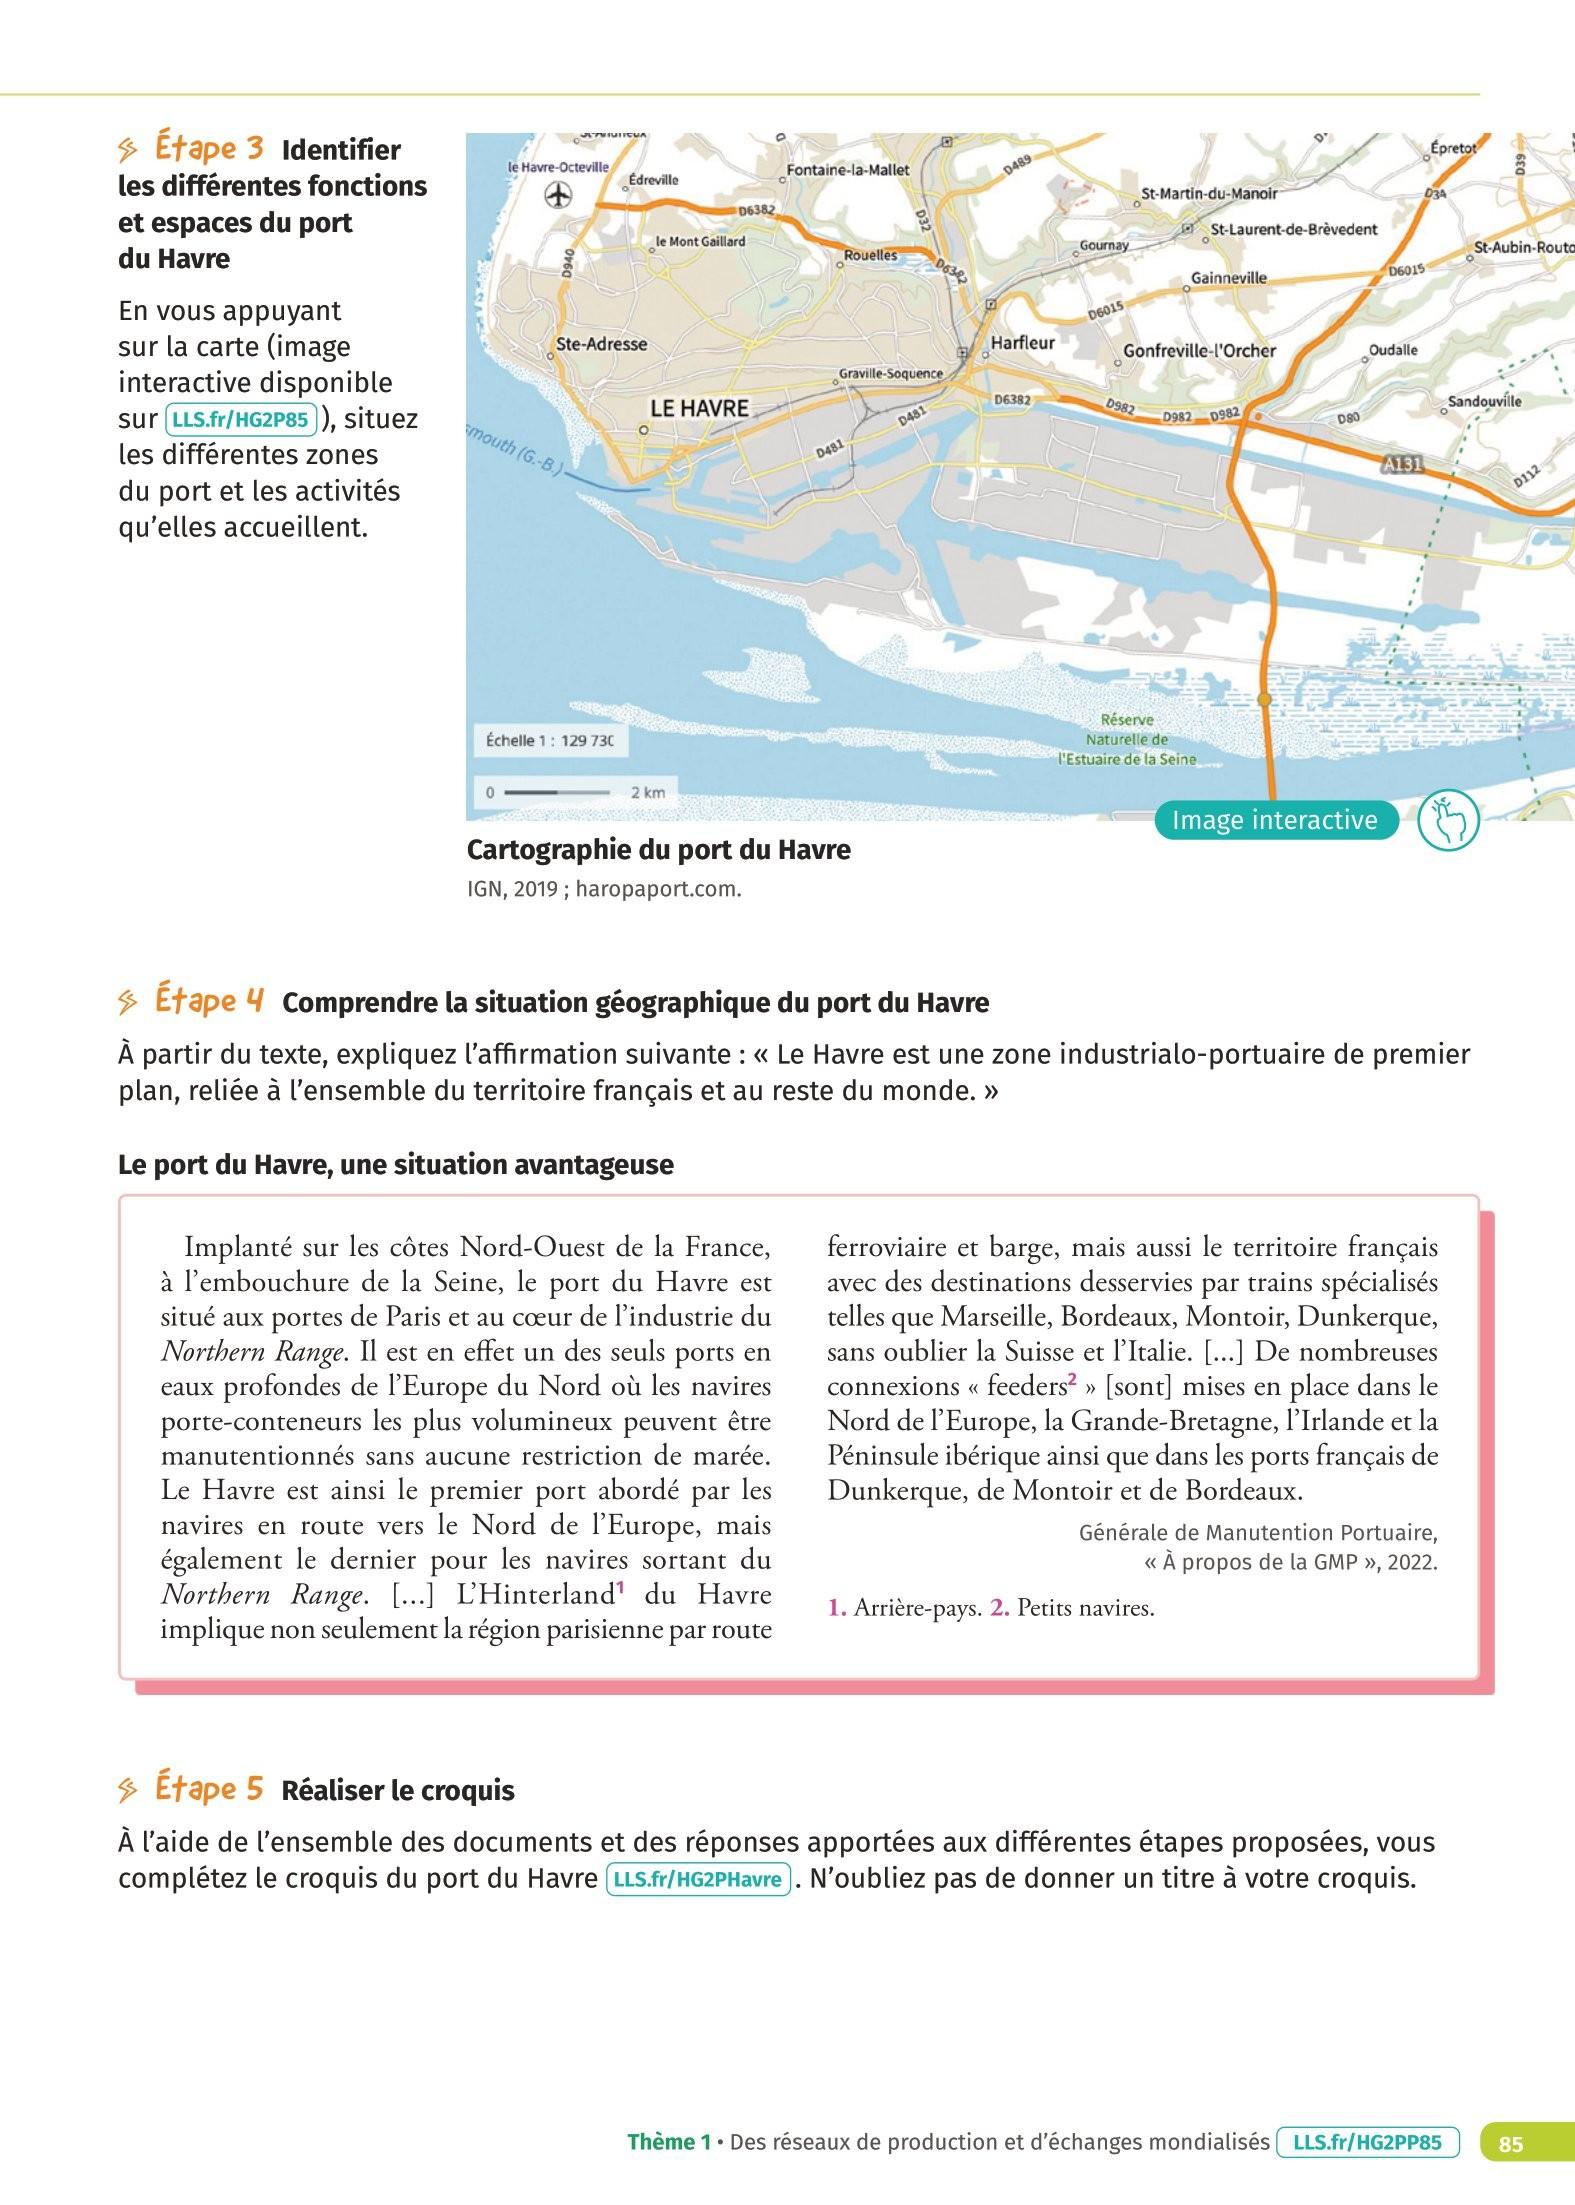 Étape 3 Identifier
les différentes fonctions
et espaces du port
du Havre
En vous appuyant
sur la carte (image
interactive disponible
sur LLS.fr/HG2P85 ), situez
les différentes zones
du port et les activités
qu'elles accueillent.
le Havre-Octeville
Édreville
Fontaine-la-Mallet
D489
Épretot
D39
D34
St-Martin-du-Manoir
D6382
D32
St-Laurent-de-Brèvedent
le Mont Gaillard
Rouelles
Gournay
St-Aubin-Routo
D940
D6382
Gainneville
D6015
D6015
Ste-Adresse
Harfleur
Gonfreville-l'Orcher
Oudalle
Graville-Soquence
LE HAVRE
D481
D6382
D982
D982
D982
D80
Sandouville
smouth (G.-B.)
D481
A131
D112
Réserve
Naturelle de
l'Estuaire de la Seine
Échelle 1 : 129 730
0 2 km
Image interactive
Cartographie du port du Havre
IGN, 2019 ; haropaport.com.
Étape 4 Comprendre la situation géographique du port du Havre
À partir du texte, expliquez l'affirmation suivante : « Le Havre est une zone industrialo-portuaire de premier
plan, reliée à l'ensemble du territoire français et au reste du monde. »
Le port du Havre, une situation avantageuse
Implanté sur les côtes Nord-Ouest de la France,
à l'embouchure de la Seine, le port du Havre est
situé aux portes de Paris et au cœur de l'industrie du
Northern Range. Il est en effet un des seuls ports en
eaux profondes de l'Europe du Nord où les navires
porte-conteneurs les plus volumineux peuvent être
manutentionnés sans aucune restriction de marée.
Le Havre est ainsi le premier port abordé par les
navires en route vers le Nord de l'Europe, mais
également le dernier pour les navires sortant du
Northern Range. [...] L'Hinterland1 du Havre
implique non seulement la région parisienne par route
ferroviaire et barge, mais aussi le territoire français
avec des destinations desservies par trains spécialisés
telles que Marseille, Bordeaux, Montoir, Dunkerque,
sans oublier la Suisse et l'Italie. [...] De nombreuses
connexions « feeders2 » [sont] mises en place dans le
Nord de l'Europe, la Grande-Bretagne, l'Irlande et la
Péninsule ibérique ainsi que dans les ports français de
Dunkerque, de Montoir et de Bordeaux.
Générale de Manutention Portuaire,
« À propos de la GMP », 2022.
1. Arrière-pays. 2. Petits navires.
Étape 5 Réaliser le croquis
À l'aide de l'ensemble des documents et des réponses apportées aux différentes étapes proposées, vous
complétez le croquis du port du Havre LLS.fr/HG2PHavre . N'oubliez pas de donner un titre à votre croquis.
Thème 1 • Des réseaux de production et d'échanges mondialisés LLS.fr/HG2PP85 85